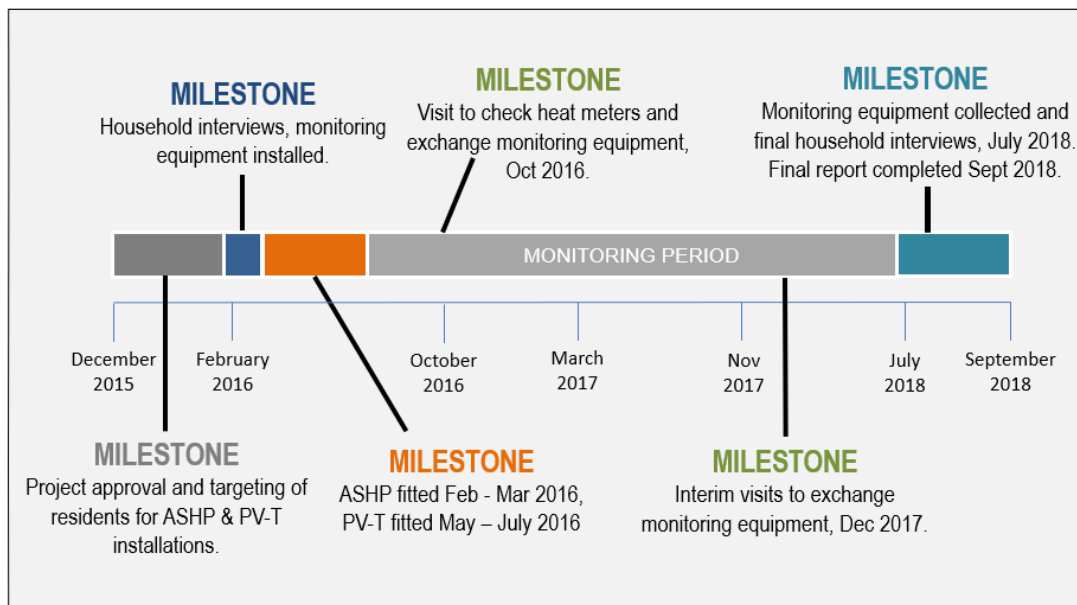 MILESTONE
Household interviews, monitoring
equipment installed.
MILESTONE
Visit to check heat meters and
exchange monitoring equipment,
Oct 2016.
MILESTONE
Monitoring equipment collected and
final household interviews, July 2018.
Final report completed Sept 2018.
MONITORING PERIOD
December
2015
February
2016
October
2016
March
2017
Nov
2017
July
2018
September
2018
MILESTONE
Project approval and targeting of
residents for ASHP & PV-T
installations.
MILESTONE
ASHP fitted Feb - Mar 2016,
PV-T fitted May – July 2016
MILESTONE
Interim visits to exchange
monitoring equipment, Dec 2017.